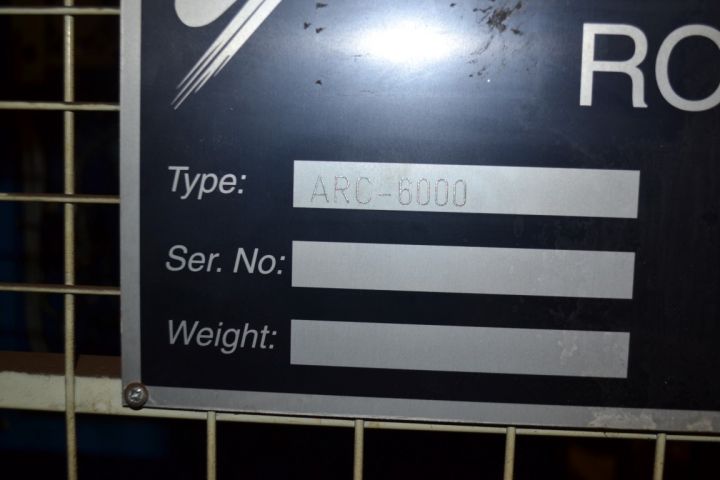 RO
Type: ARC-6000
Ser. No:
Weight: